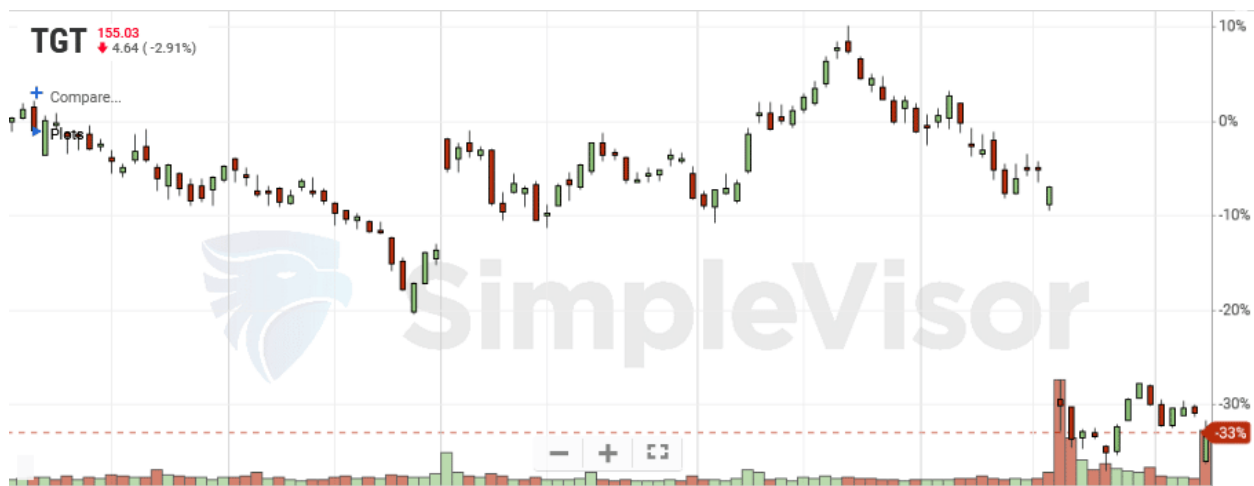 TGT 155.03
4.64 ( -2.91%)
Compare...
Plots
SimpleVisor
10%
0%
-10%
-20%
-30%
-33%